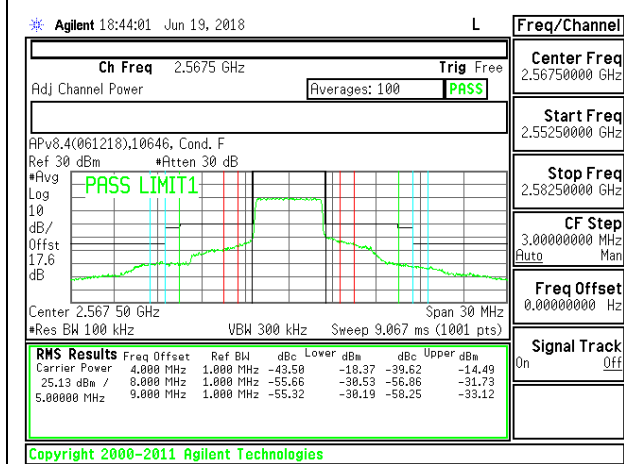 Agilent 18:44:01 Jun 19, 2018 L
Freq/Channel
Ch Freq 2.5675 GHz Trig Free
Adj Channel Power Averages: 100 PASS
APv8.4(061218),10646, Cond. F
Ref 30 dBm #Atten 30 dB
#Avg
Log
10
dB/
Offst
17.6
dB
PASS LIMIT1
Center 2.567 50 GHz Span 30 MHz
#Res BW 100 kHz VBW 300 kHz Sweep 9.067 ms (1001 pts)
RMS Results Freq Offset Ref BW dBc Lower dBm dBc Upper dBm
Carrier Power 4.000 MHz 1.000 MHz -43.50 -18.37 -39.62 -14.49
25.13 dBm / 8.000 MHz 1.000 MHz -55.66 -30.53 -56.86 -31.73
5.00000 MHz 9.000 MHz 1.000 MHz -55.32 -30.19 -58.25 -33.12
Center Freq
2.56750000 GHz
Start Freq
2.55250000 GHz
Stop Freq
2.58250000 GHz
CF Step
3.00000000 MHz
Auto Man
Freq Offset
0.00000000 Hz
Signal Track
On Off
Copyright 2000-2011 Agilent Technologies